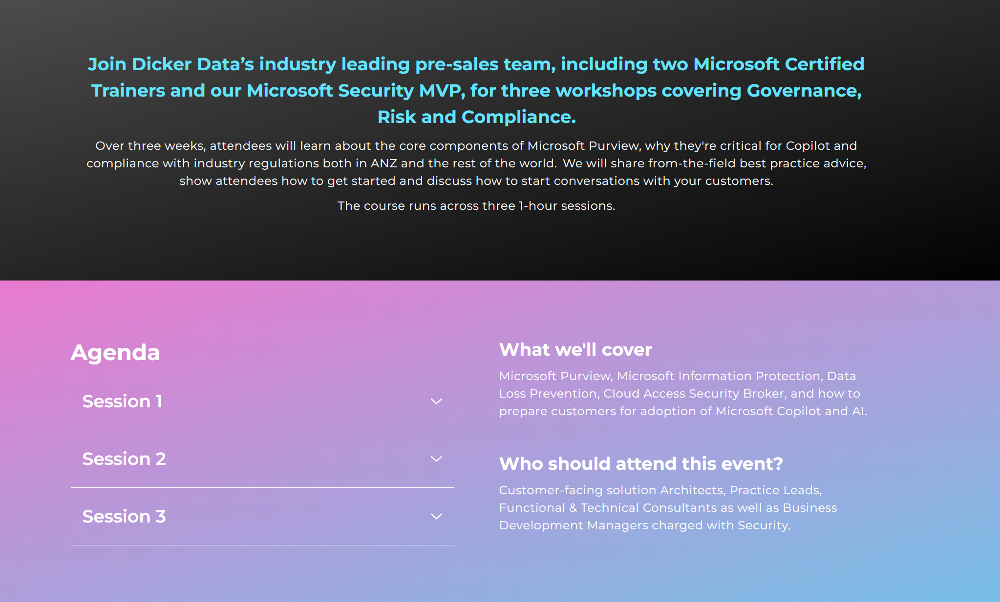 Join Dicker Data’s industry leading pre-sales team, including two Microsoft Certified
Trainers and our Microsoft Security MVP, for three workshops covering Governance,
Risk and Compliance.
Over three weeks, attendees will learn about the core components of Microsoft Purview, why they're critical for Copilot and
compliance with industry regulations both in ANZ and the rest of the world. We will share from-the-field best practice advice,
show attendees how to get started and discuss how to start conversations with your customers.
The course runs across three 1-hour sessions.
Agenda
Session 1
Session 2
Session 3
What we'll cover
Microsoft Purview, Microsoft Information Protection, Data
Loss Prevention, Cloud Access Security Broker, and how to
prepare customers for adoption of Microsoft Copilot and AI.
Who should attend this event?
Customer-facing solution Architects, Practice Leads,
Functional & Technical Consultants as well as Business
Development Managers charged with Security.